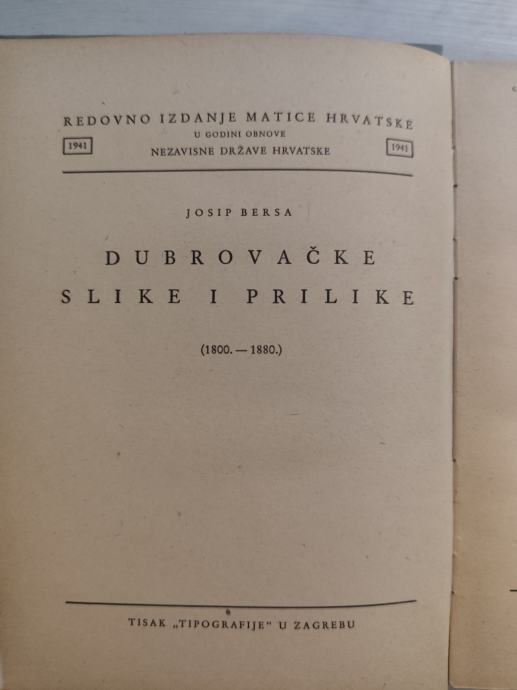 REDOVNO IZDANJE MATICE HRVATSKE
U GODINI OBNOVE
1941 NEZAVISNE DRŽAVE HRVATSKE 1941
JOSIP BERSA
DUBROVAČKE
SLIKE I PRILIKE
(1800. — 1880.)
TISAK „TIPOGRAFIJE” U ZAGREBU